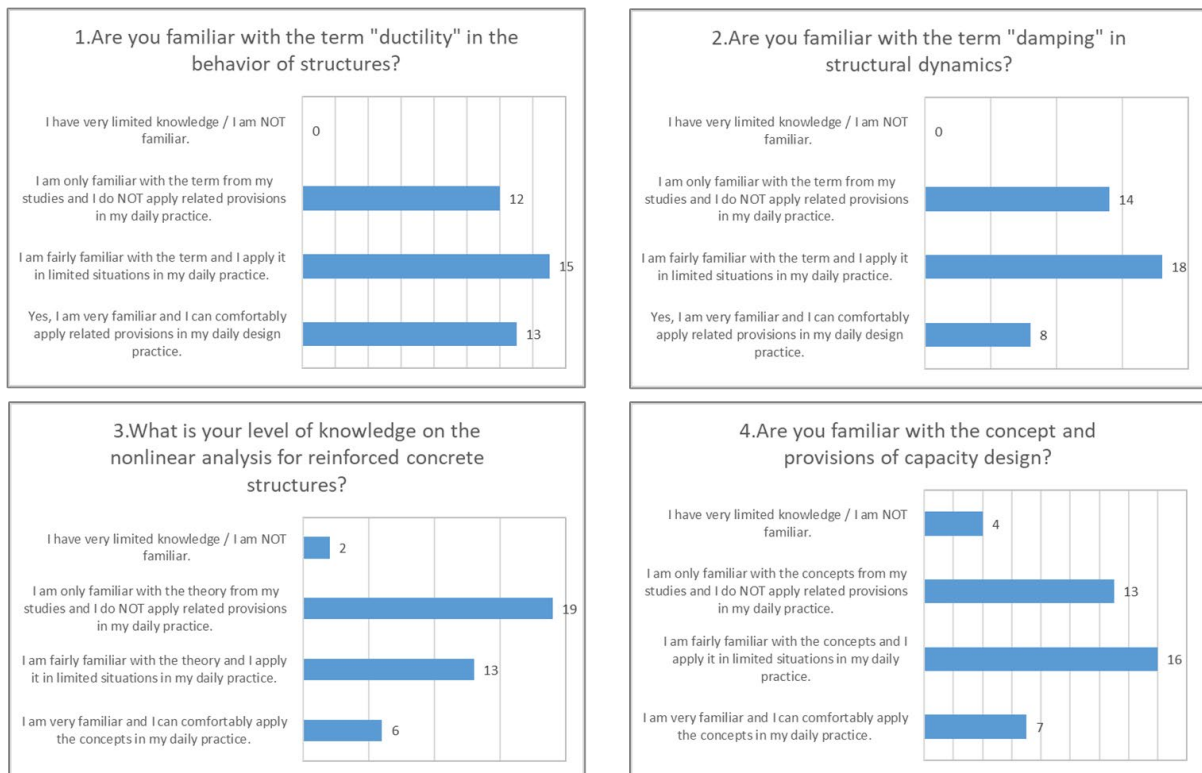 1.Are you familiar with the term "ductility" in the
behavior of structures?
I have very limited knowledge / I am NOT
familiar.
0
I am only familiar with the term from my
studies and I do NOT apply related provisions
in my daily practice.
12
I am fairly familiar with the term and I apply it
in limited situations in my daily practice.
15
Yes, I am very familiar and I can comfortably
apply related provisions in my daily design
practice.
13
2.Are you familiar with the term "damping" in
structural dynamics?
I have very limited knowledge / I am NOT
familiar.
0
I am only familiar with the term from my
studies and I do NOT apply related provisions
in my daily practice.
14
I am fairly familiar with the term and I apply it
in limited situations in my daily practice.
18
Yes, I am very familiar and I can comfortably
apply related provisions in my daily design
practice.
8
3.What is your level of knowledge on the
nonlinear analysis for reinforced concrete
structures?
I have very limited knowledge / I am NOT
familiar.
2
I am only familiar with the theory from my
studies and I do NOT apply related provisions
in my daily practice.
19
I am fairly familiar with the theory and I apply
it in limited situations in my daily practice.
13
I am very familiar and I can comfortably apply
the concepts in my daily practice.
6
4.Are you familiar with the concept and
provisions of capacity design?
I have very limited knowledge / I am NOT
familiar.
4
I am only familiar with the concepts from my
studies and I do NOT apply related provisions
in my daily practice.
13
I am fairly familiar with the concepts and I
apply it in limited situations in my daily
practice.
16
I am very familiar and I can comfortably apply
the concepts in my daily practice.
7